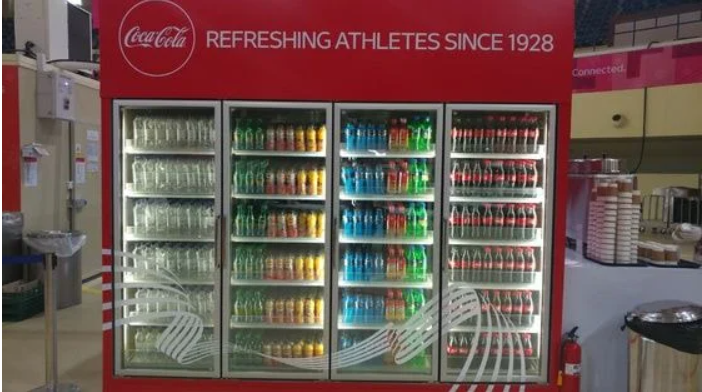 Coca-Cola
REFRESHING ATHLETES SINCE 1928
Connected.